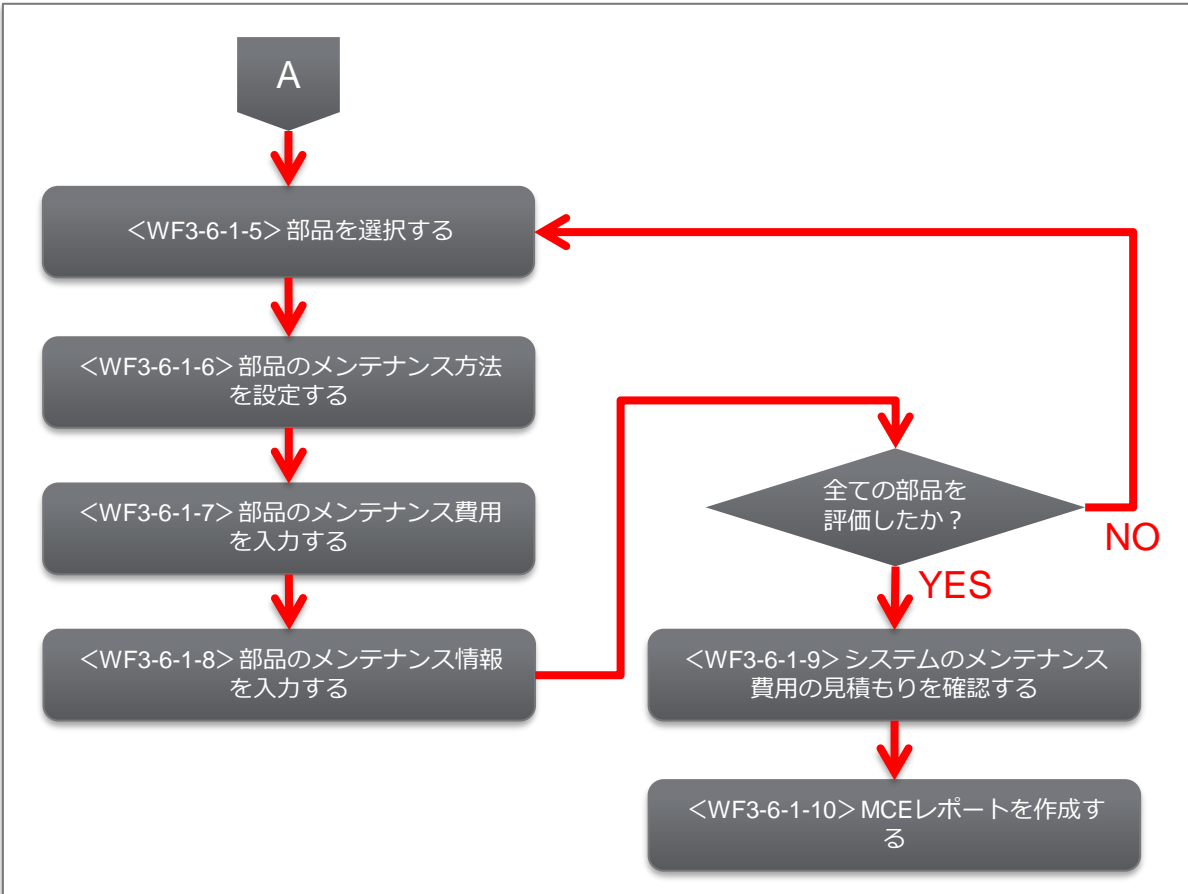 A
＜WF3-6-1-5＞部品を選択する
＜WF3-6-1-6＞部品のメンテナンス方法
を設定する
＜WF3-6-1-7＞部品のメンテナンス費用
を入力する
＜WF3-6-1-8＞部品のメンテナンス情報
を入力する
全ての部品を
評価したか？
NO
YES
＜WF3-6-1-9＞システムのメンテナンス
費用の見積もりを確認する
＜WF3-6-1-10＞MCEレポートを作成す
る